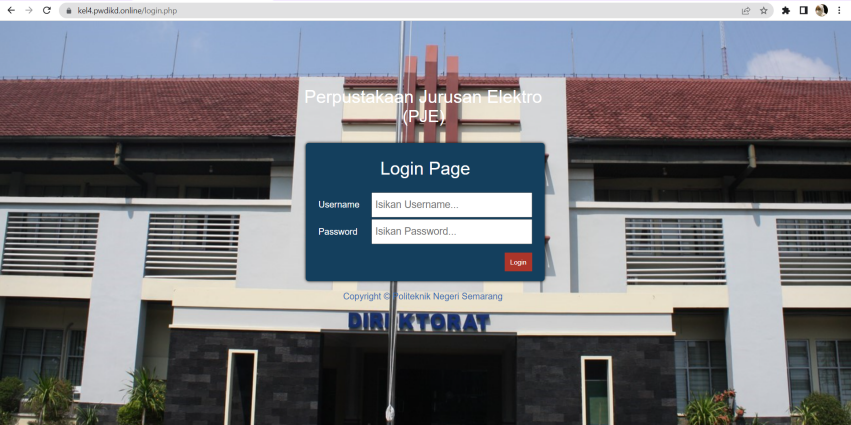 kel4.pwdikd.online/login.php
Perpustakaan Jurusan Elektro
(PJE)
Login Page
Username
Isikan Username...
Password
Isikan Password...
Login
Copyright © Politeknik Negeri Semarang
DIREKTORAT